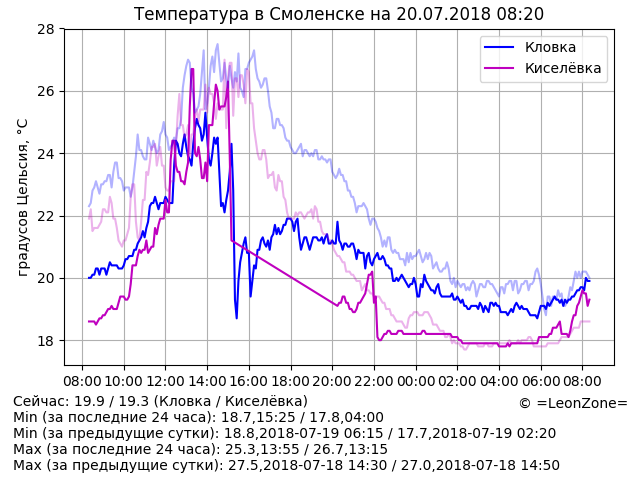 Температура в Смоленске на 20.07.2018 08:20
28
26
24
22
20
18
градусов Цельсия, °C
Кловка
Киселёвка
08:00 10:00 12:00 14:00 16:00 18:00 20:00 22:00 00:00 02:00 04:00 06:00 08:00
Сейчас: 19.9 / 19.3 (Кловка / Киселёвка)
© =LeonZone=
Min (за последние 24 часа): 18.7,15:25 / 17.8,04:00
Min (за предыдущие сутки): 18.8,2018-07-19 06:15 / 17.7,2018-07-19 02:20
Max (за последние 24 часа): 25.3,13:55 / 26.7,13:15
Max (за предыдущие сутки): 27.5,2018-07-18 14:30 / 27.0,2018-07-18 14:50